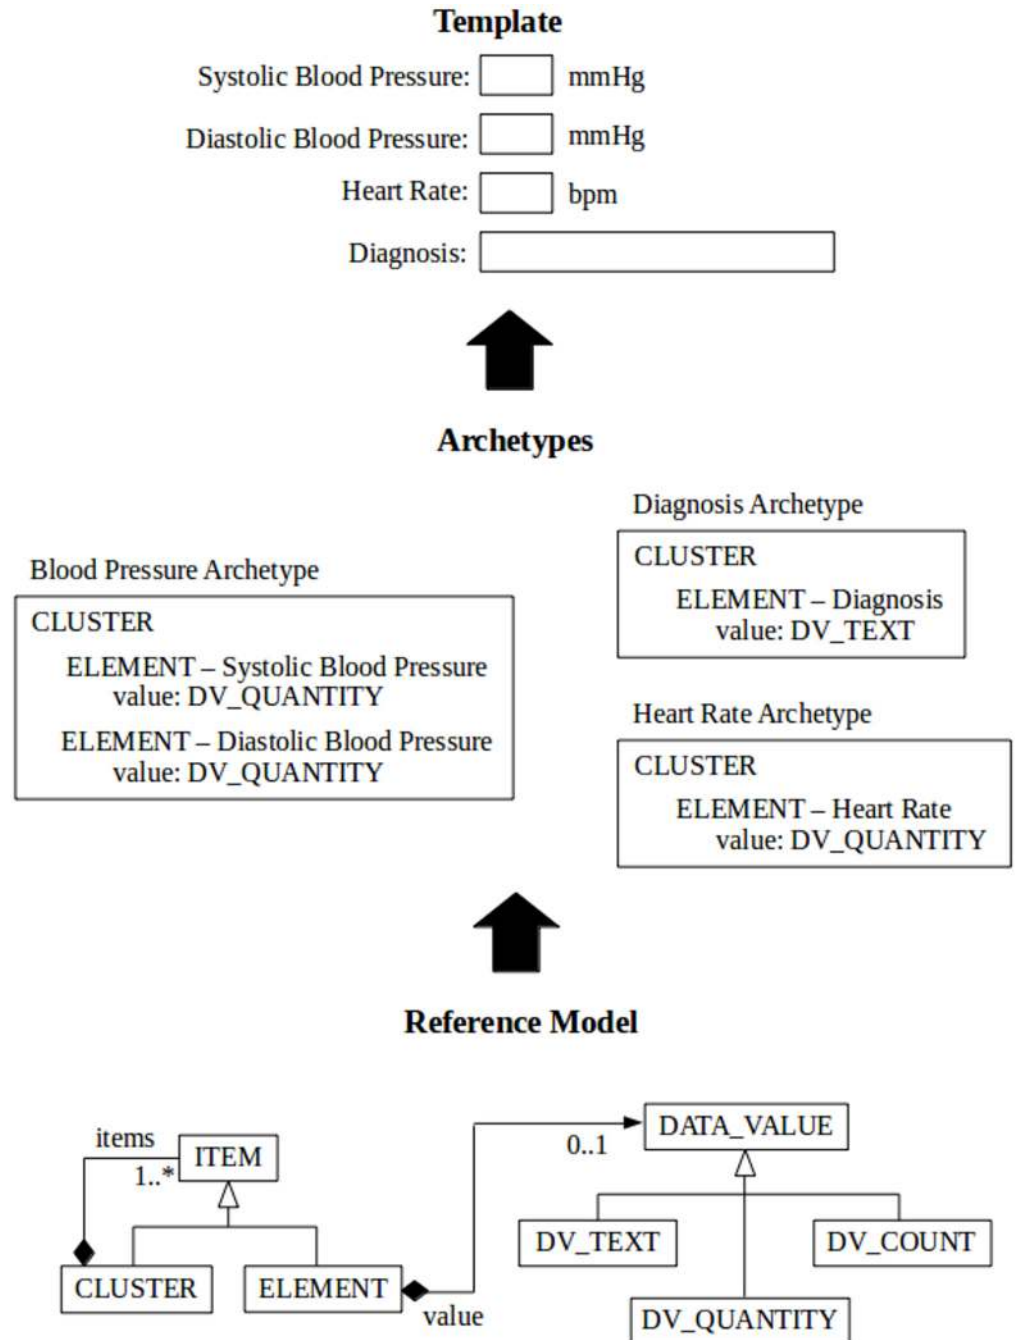 Template
Systolic Blood Pressure: mmHg
Diastolic Blood Pressure: mmHg
Heart Rate: bpm
Diagnosis:
Archetypes
Blood Pressure Archetype
CLUSTER
ELEMENT – Systolic Blood Pressure
value: DV_QUANTITY
ELEMENT – Diastolic Blood Pressure
value: DV_QUANTITY
Diagnosis Archetype
CLUSTER
ELEMENT – Diagnosis
value: DV_TEXT
Heart Rate Archetype
CLUSTER
ELEMENT – Heart Rate
value: DV_QUANTITY
Reference Model
items
1..*
ITEM
CLUSTER
ELEMENT
value
0..1
DATA_VALUE
DV_TEXT
DV_COUNT
DV_QUANTITY